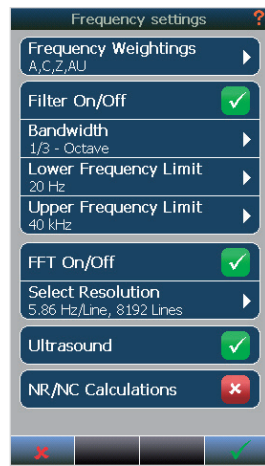 Frequency settings ?
Frequency Weightings
A,C,Z,AU
Filter On/Off
Bandwidth
1/3 - Octave
Lower Frequency Limit
20 Hz
Upper Frequency Limit
40 kHz
FFT On/Off
Select Resolution
5.86 Hz/Line, 8192 Lines
Ultrasound
NR/NC Calculations